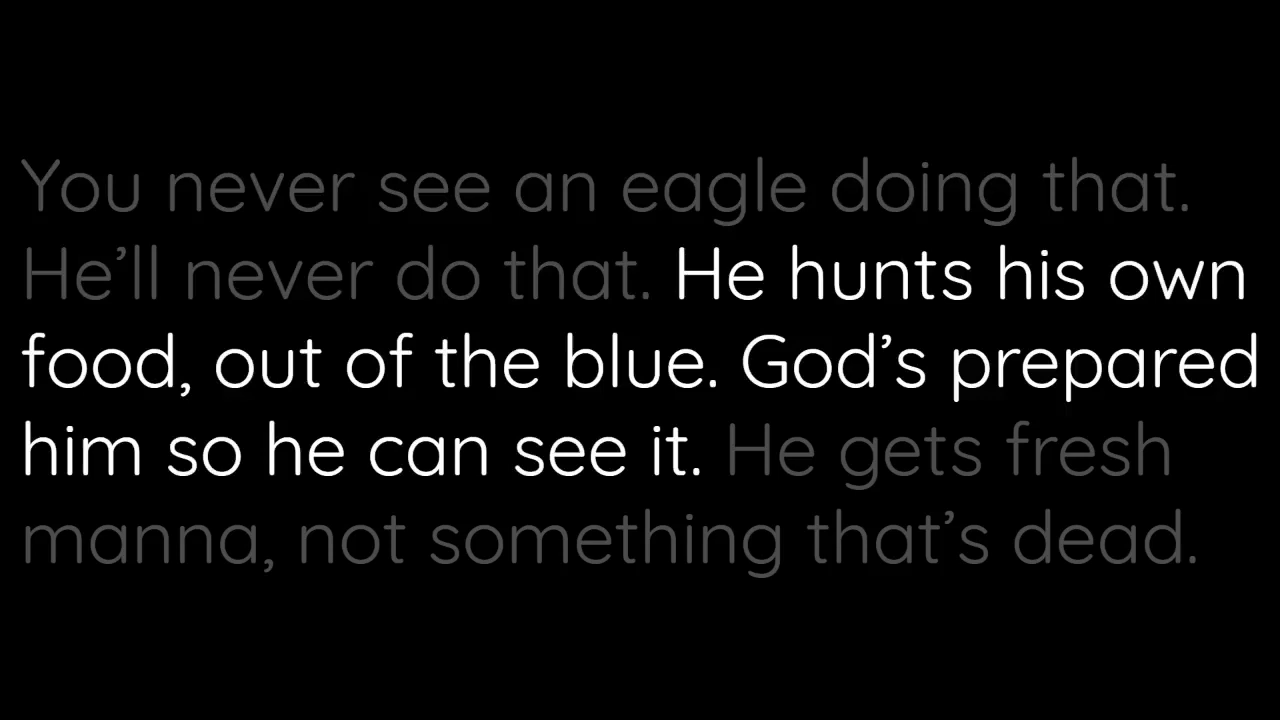 You never see an eagle doing that.
He’ll never do that. He hunts his own
food, out of the blue. God’s prepared
him so he can see it. He gets fresh
manna, not something that’s dead.